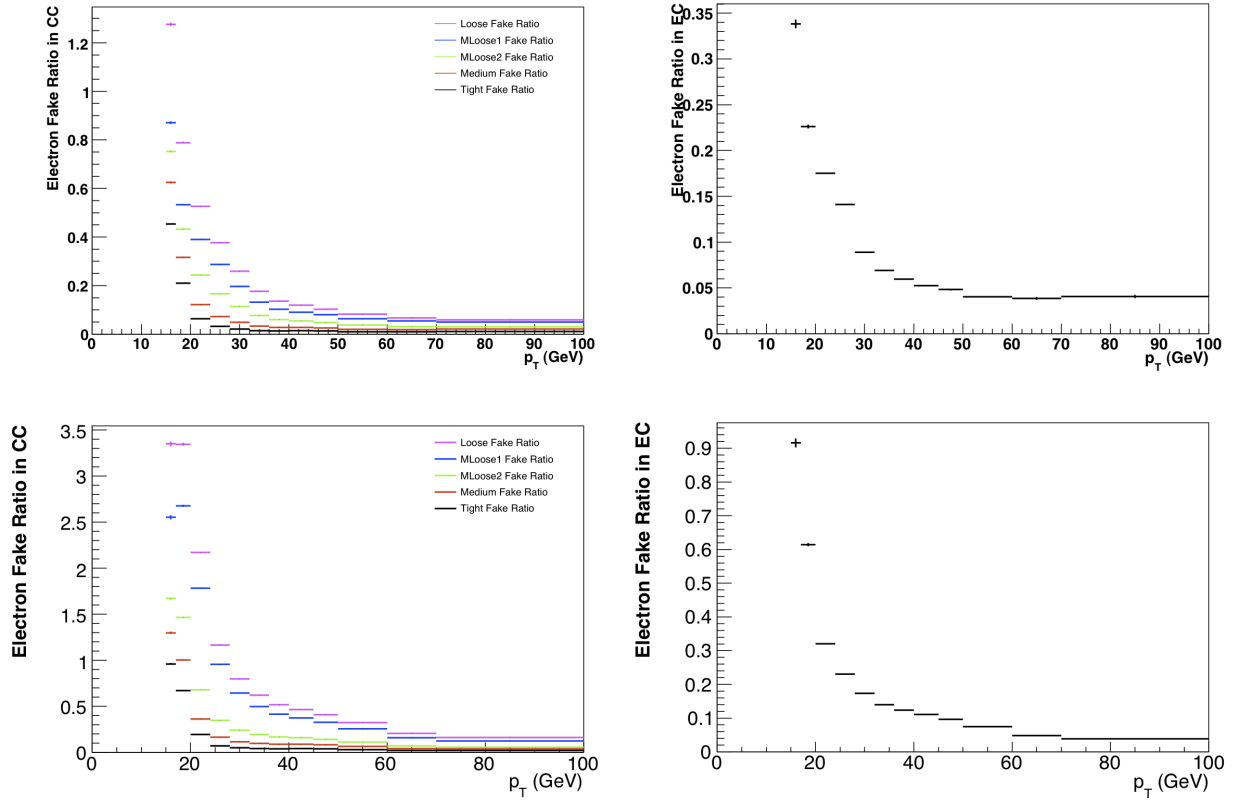 Electron Fake Ratio in CC
1.2
1
0.8
0.6
0.4
0.2
0
Loose Fake Ratio
MLoose1 Fake Ratio
MLoose2 Fake Ratio
Medium Fake Ratio
Tight Fake Ratio
0 10 20 30 40 50 60 70 80 90 100
p_T (GeV)
Electron Fake Ratio in EC
0.35
0.3
0.25
0.2
0.15
0.1
0.05
0
0 10 20 30 40 50 60 70 80 90 100
p_T (GeV)
Electron Fake Ratio in CC
3.5
3
2.5
2
1.5
1
0.5
0
Loose Fake Ratio
MLoose1 Fake Ratio
MLoose2 Fake Ratio
Medium Fake Ratio
Tight Fake Ratio
0 20 40 60 80 100
p_T (GeV)
Electron Fake Ratio in EC
0.9
0.8
0.7
0.6
0.5
0.4
0.3
0.2
0.1
0
0 20 40 60 80 100
p_T (GeV)